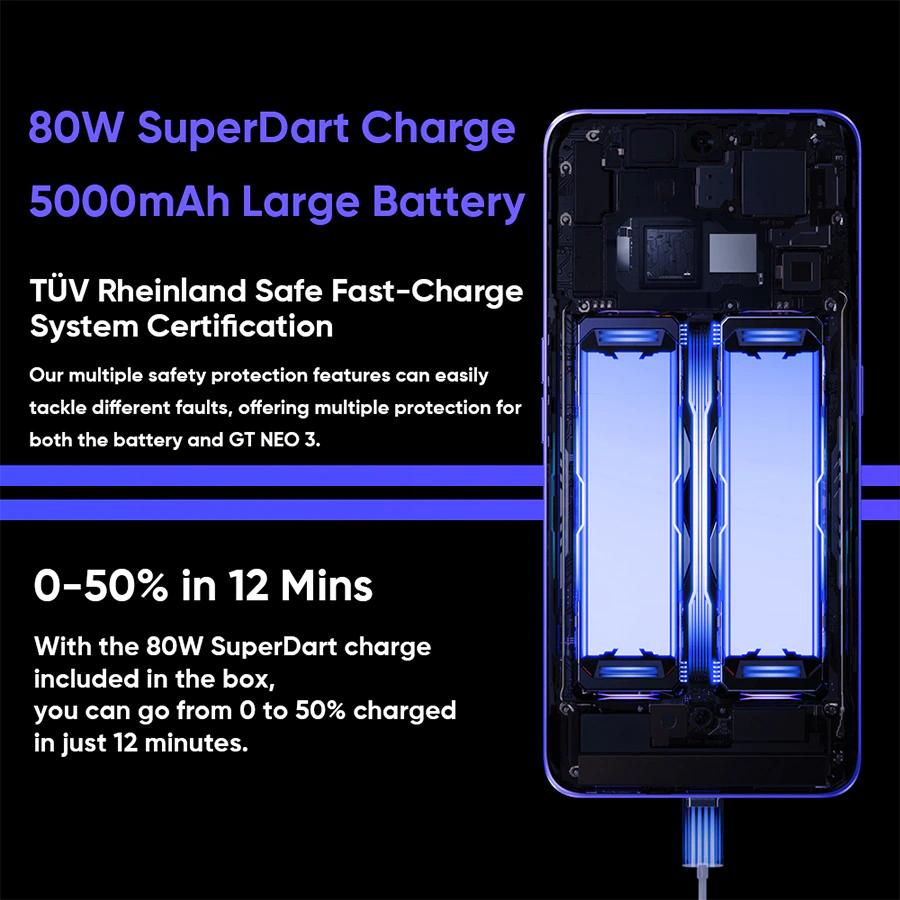 80W SuperDart Charge
5000mAh Large Battery
TÜV Rheinland Safe Fast-Charge
System Certification
Our multiple safety protection features can easily
tackle different faults, offering multiple protection for
both the battery and GT NEO 3.
0-50% in 12 Mins
With the 80W SuperDart charge
included in the box,
you can go from 0 to 50% charged
in just 12 minutes.